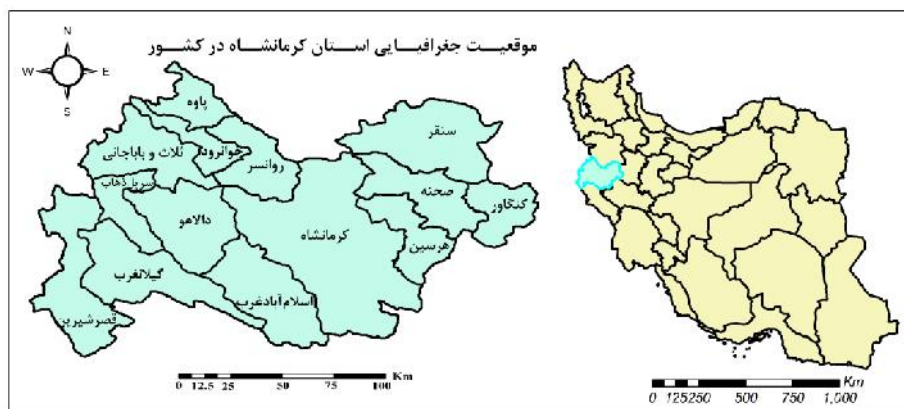 موقعیت جغرافیایی استان کرمانشاه در کشور
N
W E
S
پاوه
سنقر
ثلاث و باباجانی
جوانرود
روانسر
سرپل ذهاب
صحنه
کنگاور
دالاهو
کرمانشاه
هرسین
گیلانغرب
اسلام‌آبادغرب
قصرشیرین
Km
0 12.5 25 50 75 100
Km
0 125250 500 750 1,000